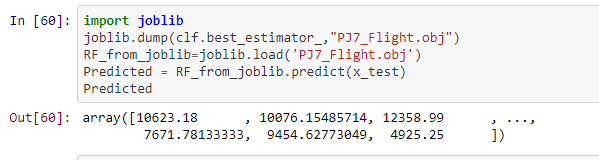 In [60]: import joblib
joblib.dump(clf.best_estimator_,"PJ7_Flight.obj")
RF_from_joblib=joblib.load('PJ7_Flight.obj')
Predicted = RF_from_joblib.predict(x_test)
Predicted
Out[60]: array([10623.18      , 10076.15485714, 12358.99      , ...,
7671.78133333,  9454.62773049,  4925.25      ])